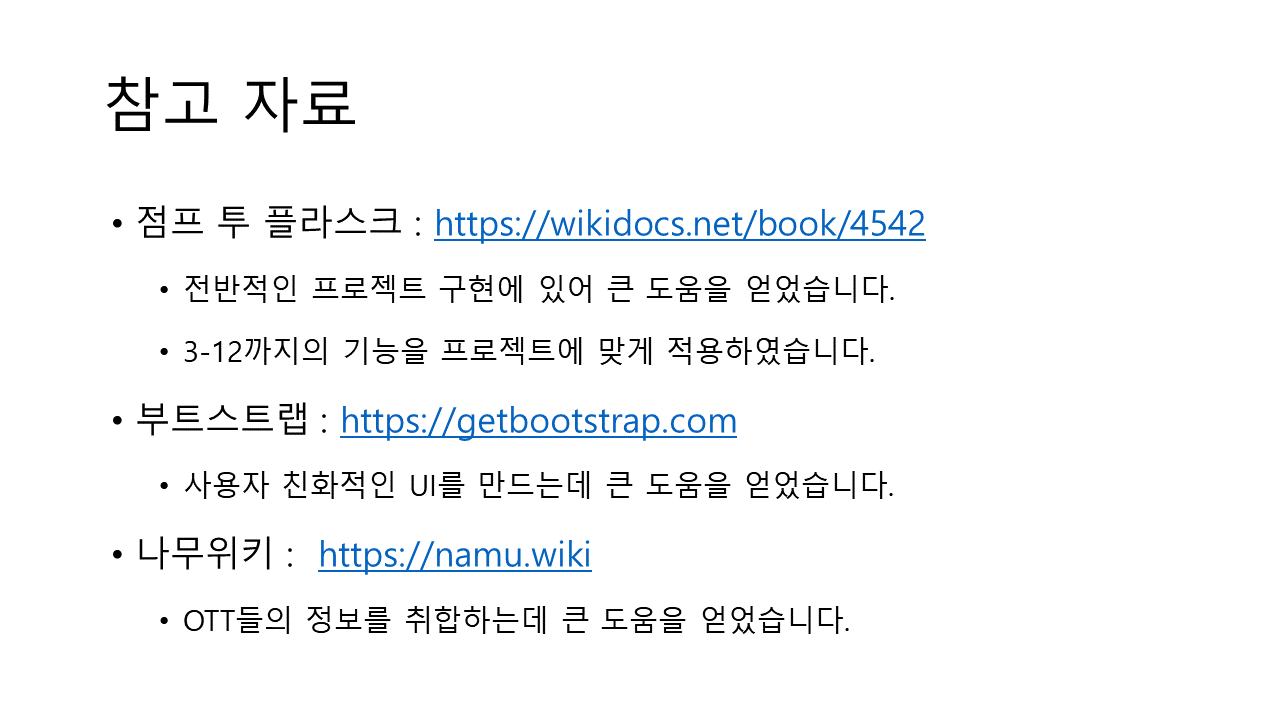 참고 자료
• 점프 투 플라스크 : https://wikidocs.net/book/4542
• 전반적인 프로젝트 구현에 있어 큰 도움을 얻었습니다.
• 3-12까지의 기능을 프로젝트에 맞게 적용하였습니다.
• 부트스트랩 : https://getbootstrap.com
• 사용자 친화적인 UI를 만드는데 큰 도움을 얻었습니다.
• 나무위키 : https://namu.wiki
• OTT들의 정보를 취합하는데 큰 도움을 얻었습니다.